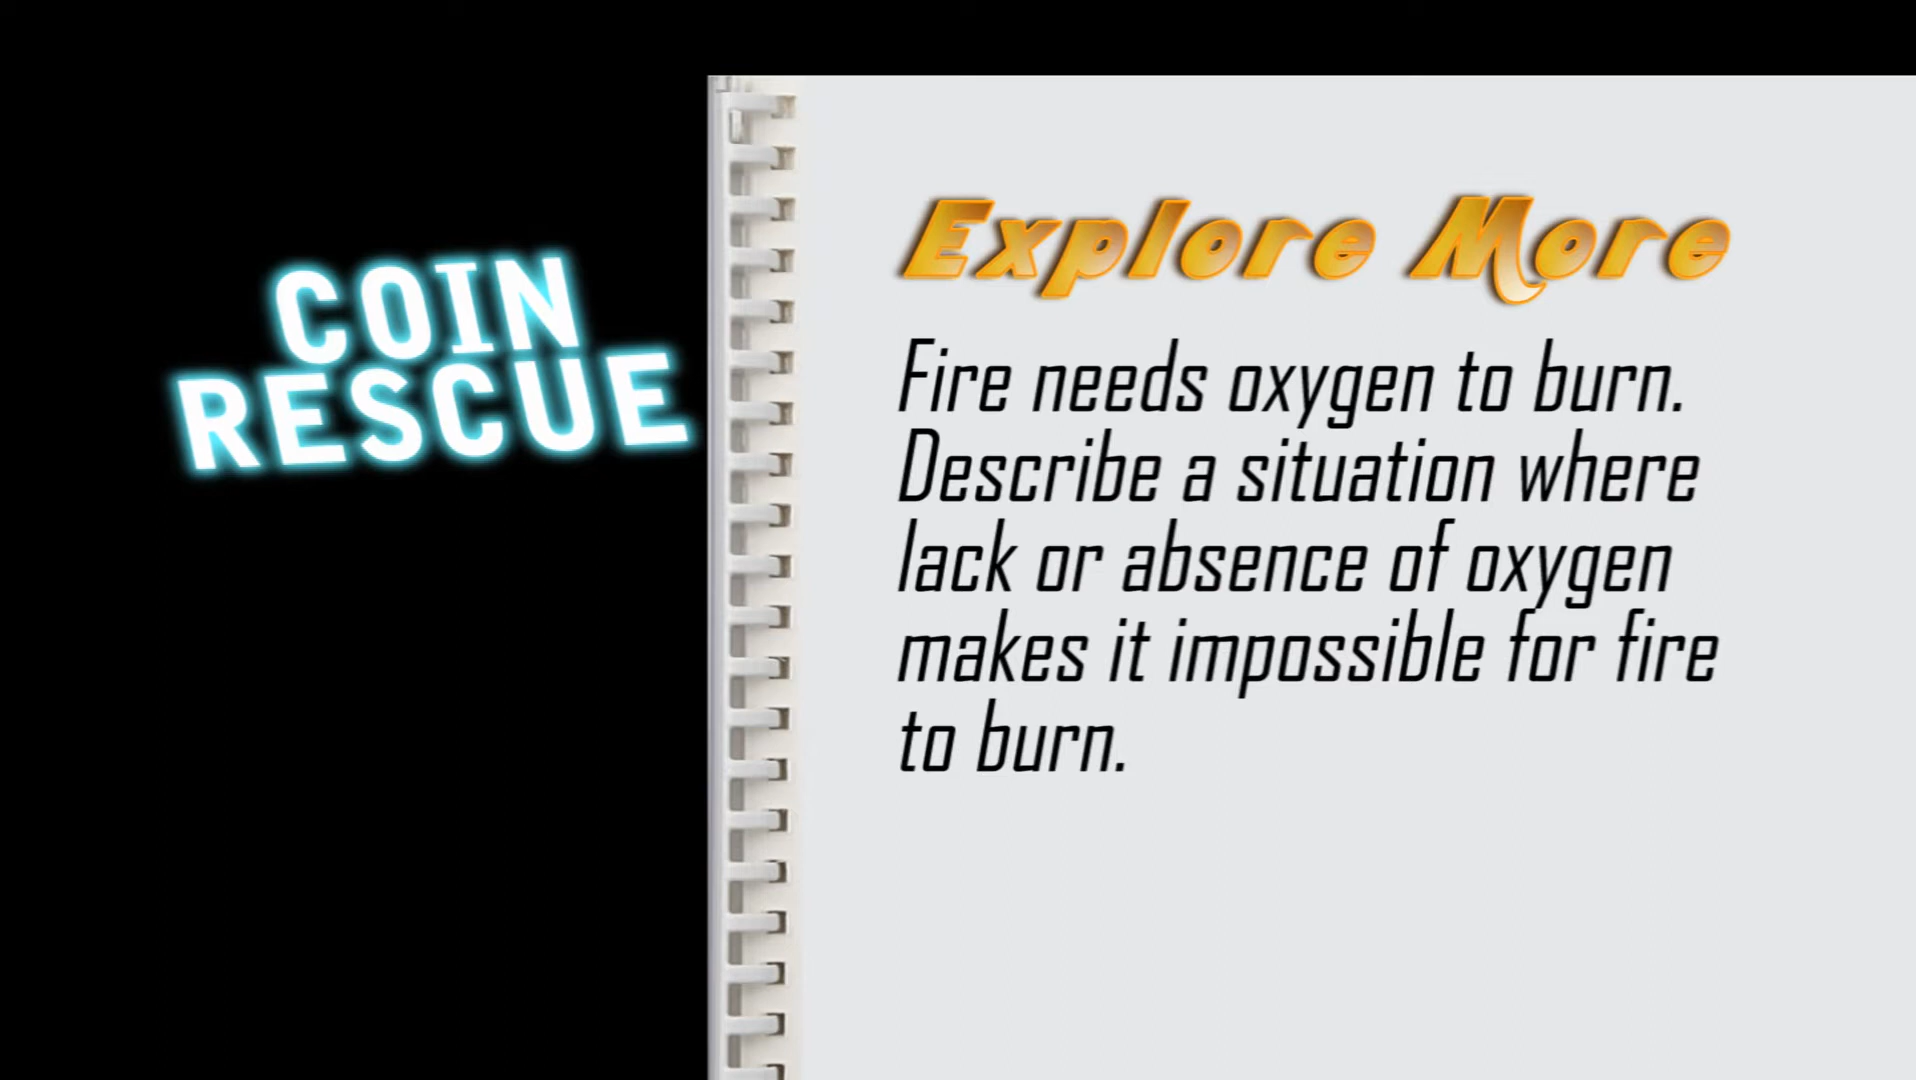 COIN
RESCUE
Explore More
Fire needs oxygen to burn.
Describe a situation where
lack or absence of oxygen
makes it impossible for fire
to burn.